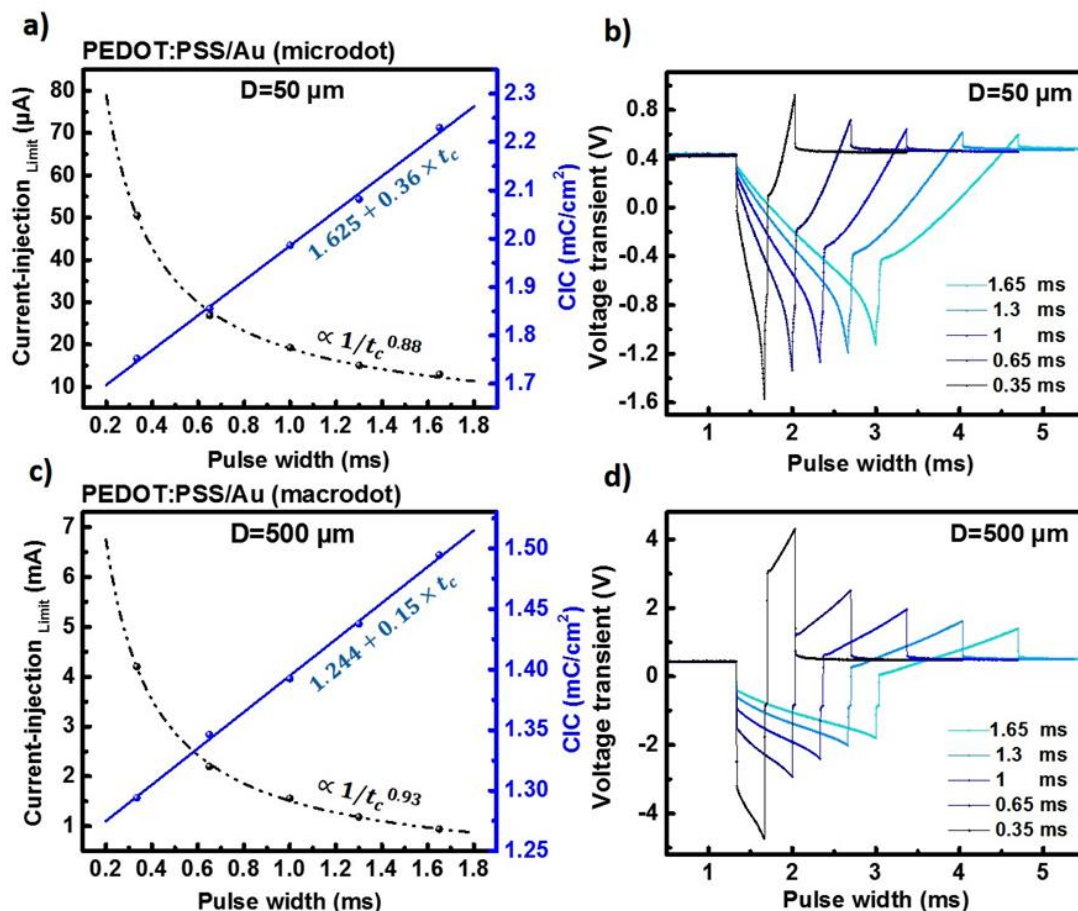 a)
PEDOT:PSS/Au (microdot)
D=50 µm
Current-injection Limit (µA)
80
70
60
50
40
30
20
10
1.625 + 0.36 × tc
∝ 1/tc^0.88
2.3
2.2
2.1
2.0
1.9
1.8
1.7
CIC (mC/cm²)
0.2 0.4 0.6 0.8 1.0 1.2 1.4 1.6 1.8
Pulse width (ms)
b)
D=50 µm
Voltage transient (V)
0.8
0.4
0.0
-0.4
-0.8
-1.2
-1.6
1.65 ms
1.3 ms
1 ms
0.65 ms
0.35 ms
1 2 3 4 5
Pulse width (ms)
c)
PEDOT:PSS/Au (macrodot)
D=500 µm
Current-injection Limit (mA)
7
6
5
4
3
2
1
1.244 + 0.15 × tc
∝ 1/tc^0.93
1.50
1.45
1.40
1.35
1.30
1.25
CIC (mC/cm²)
0.2 0.4 0.6 0.8 1.0 1.2 1.4 1.6 1.8
Pulse width (ms)
d)
D=500 µm
Voltage transient (V)
4
2
0
-2
-4
1.65 ms
1.3 ms
1 ms
0.65 ms
0.35 ms
1 2 3 4 5
Pulse width (ms)